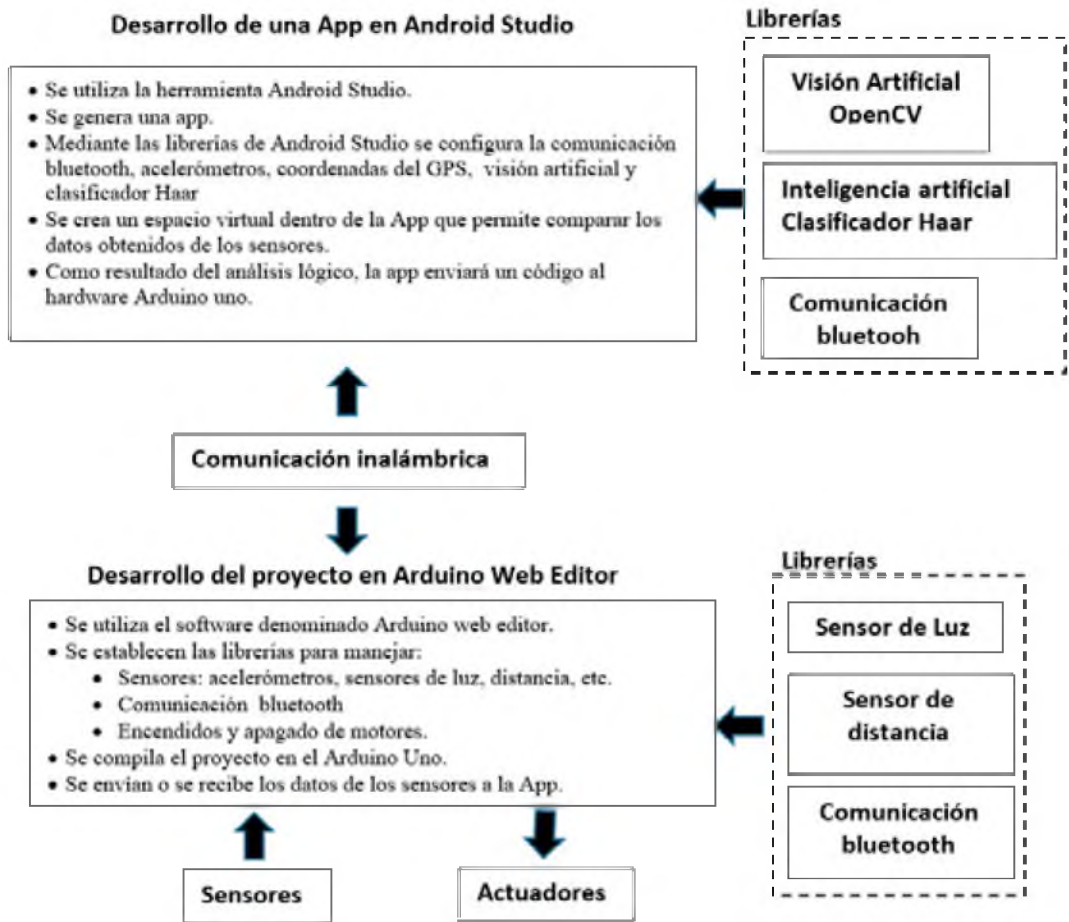 Desarrollo de una App en Android Studio
• Se utiliza la herramienta Android Studio.
• Se genera una app.
• Mediante las librerías de Android Studio se configura la comunicación
bluetooth, acelerómetros, coordenadas del GPS, visión artificial y
clasificador Haar
• Se crea un espacio virtual dentro de la App que permite comparar los
datos obtenidos de los sensores.
• Como resultado del análisis lógico, la app enviará un código al
hardware Arduino uno.
Librerías
Visión Artificial
OpenCV
Inteligencia artificial
Clasificador Haar
Comunicación
bluetooh
Comunicación inalámbrica
Desarrollo del proyecto en Arduino Web Editor
• Se utiliza el software denominado Arduino web editor.
• Se establecen las librerías para manejar:
• Sensores: acelerómetros, sensores de luz, distancia, etc.
• Comunicación bluetooth
• Encendidos y apagado de motores.
• Se compila el proyecto en el Arduino Uno.
• Se envían o se recibe los datos de los sensores a la App.
Librerías
Sensor de Luz
Sensor de
distancia
Comunicación
bluetooth
Sensores
Actuadores